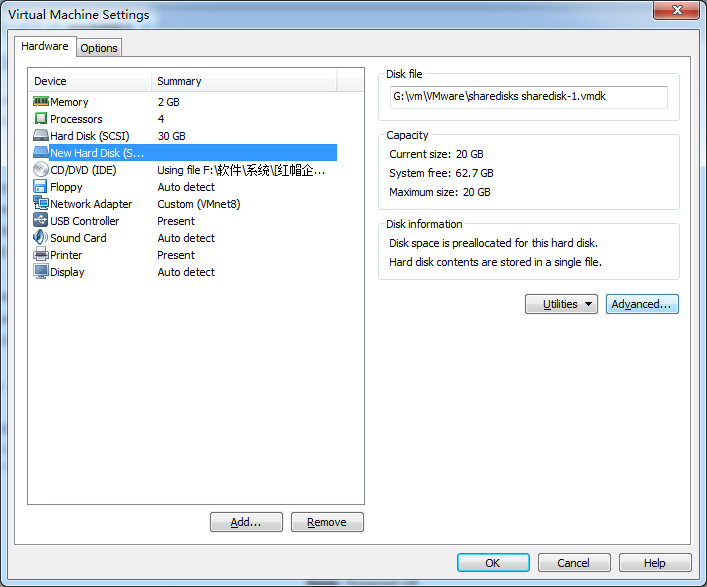 Virtual Machine Settings
Hardware
Options
Device Summary
Memory 2 GB
Processors 4
Hard Disk (SCSI) 30 GB
New Hard Disk (S...
CD/DVD (IDE) Using file F:\软件\系统\[红帽企...
Floppy Auto detect
Network Adapter Custom (VMnet8)
USB Controller Present
Sound Card Auto detect
Printer Present
Display Auto detect
Add...
Remove
Disk file
G:\vm\VMware\sharedisks sharedisk-1.vmdk
Capacity
Current size: 20 GB
System free: 62.7 GB
Maximum size: 20 GB
Disk information
Disk space is preallocated for this hard disk.
Hard disk contents are stored in a single file.
Utilities
Advanced...
OK
Cancel
Help